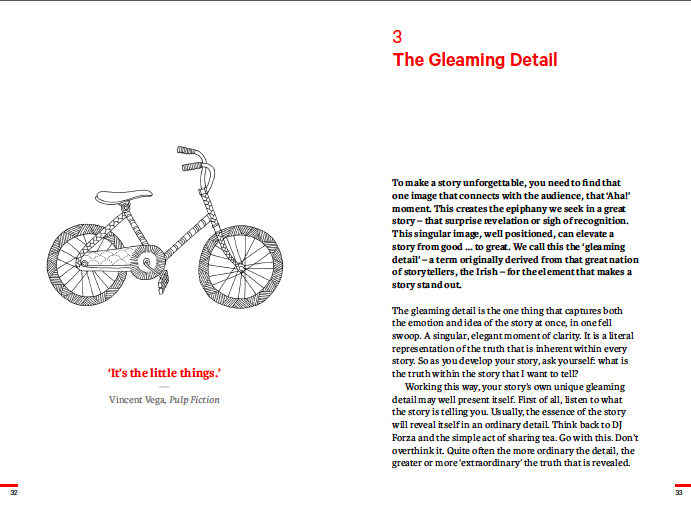 ‘It’s the little things.’
Vincent Vega, Pulp Fiction
32
3
The Gleaming Detail
To make a story unforgettable, you need to find that
one image that connects with the audience, that ‘Aha!’
moment. This creates the epiphany we seek in a great
story – that surprise revelation or sigh of recognition.
This singular image, well positioned, can elevate a
story from good ... to great. We call this the ‘gleaming
detail’ – a term originally derived from that great nation
of storytellers, the Irish – for the element that makes a
story stand out.
The gleaming detail is the one thing that captures both
the emotion and idea of the story at once, in one fell
swoop. A singular, elegant moment of clarity. It is a literal
representation of the truth that is inherent within every
story. So as you develop your story, ask yourself: what is
the truth within the story that I want to tell?
Working this way, your story’s own unique gleaming
detail may well present itself. First of all, listen to what
the story is telling you. Usually, the essence of the story
will reveal itself in an ordinary detail. Think back to DJ
Forza and the simple act of sharing tea. Go with this. Don’t
overthink it. Quite often the more ordinary the detail, the
greater or more ‘extraordinary’ the truth that is revealed.
33